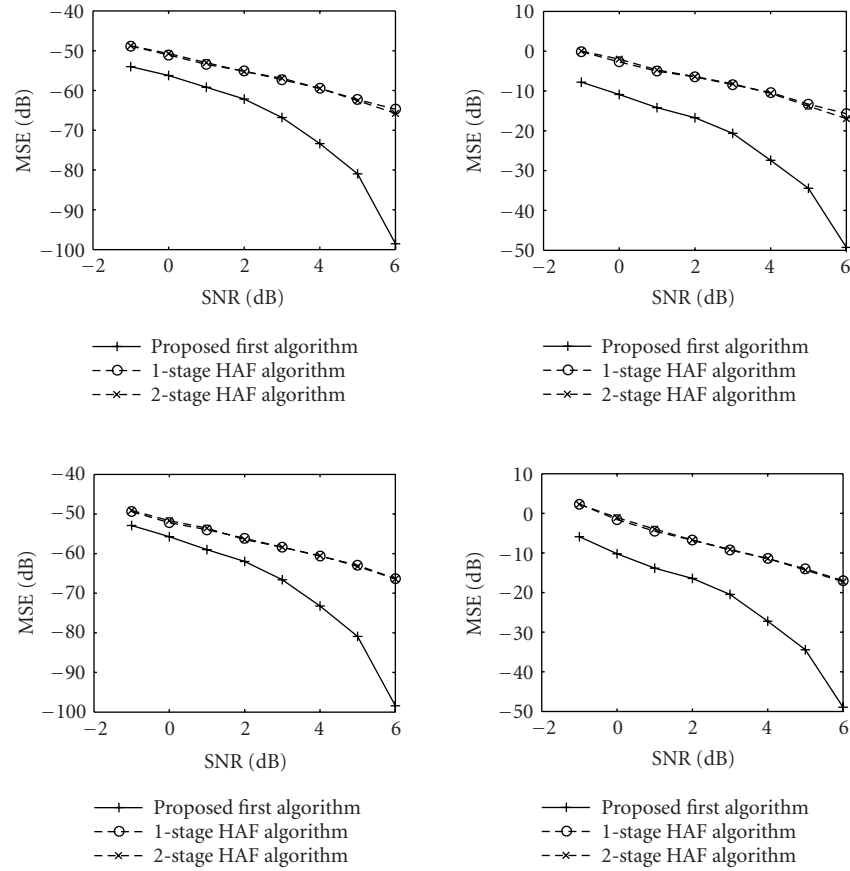 −40
−50
−60
−70
−80
−90
−100
MSE (dB)
−2 0 2 4 6
SNR (dB)
Proposed first algorithm
1-stage HAF algorithm
2-stage HAF algorithm
10
0
−10
−20
−30
−40
−50
MSE (dB)
−2 0 2 4 6
SNR (dB)
Proposed first algorithm
1-stage HAF algorithm
2-stage HAF algorithm
−40
−50
−60
−70
−80
−90
−100
MSE (dB)
−2 0 2 4 6
SNR (dB)
Proposed first algorithm
1-stage HAF algorithm
2-stage HAF algorithm
10
0
−10
−20
−30
−40
−50
MSE (dB)
−2 0 2 4 6
SNR (dB)
Proposed first algorithm
1-stage HAF algorithm
2-stage HAF algorithm